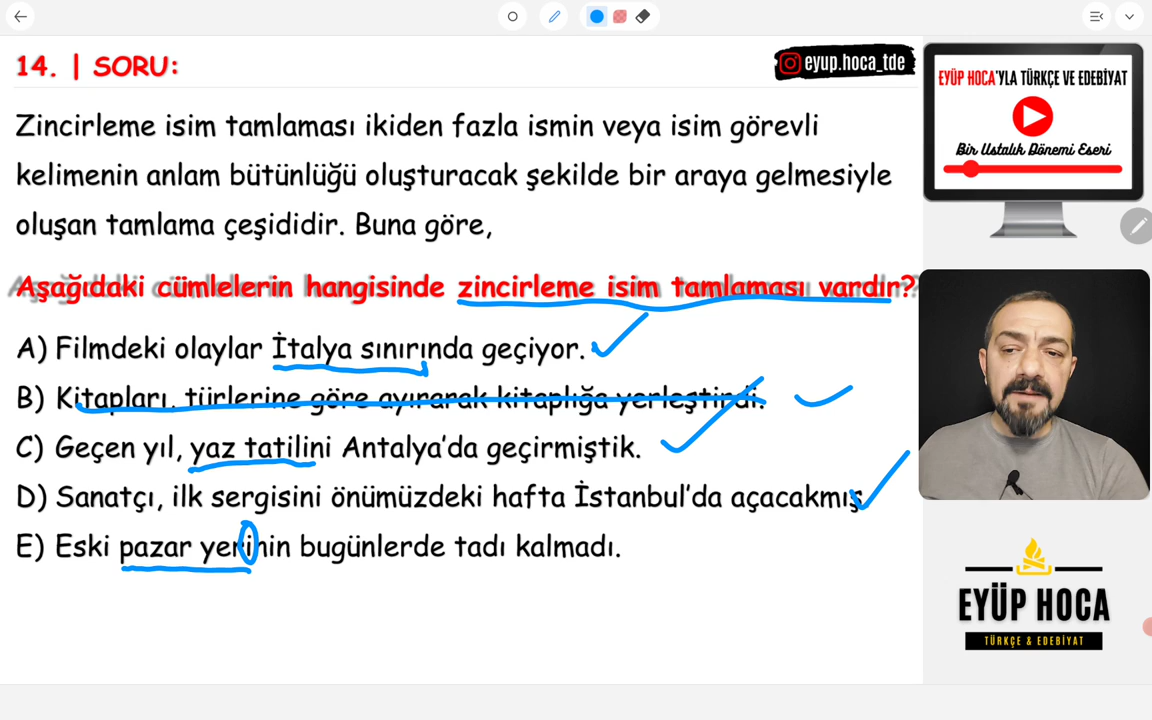 14. | SORU:
eyup.hoca_tde
Zincirleme isim tamlaması ikiden fazla ismin veya isim görevli
kelimenin anlam bütünlüğü oluşturacak şekilde bir araya gelmesiyle
oluşan tamlama çeşididir. Buna göre,
Aşağıdaki cümlelerin hangisinde zincirleme isim tamlaması vardır?
A) Filmdeki olaylar İtalya sınırında geçiyor.
B) Kitapları, türlerine göre ayırarak kitaplığa yerleştirdi.
C) Geçen yıl, yaz tatilini Antalya'da geçirmiştik.
D) Sanatçı, ilk sergisini önümüzdeki hafta İstanbul'da açacakmış.
E) Eski pazar yerinin bugünlerde tadı kalmadı.
EYÜP HOCA'YLA TÜRKÇE VE EDEBİYAT
Bir Ustalık Dönemi Eseri
EYÜP HOCA
TÜRKÇE & EDEBİYAT